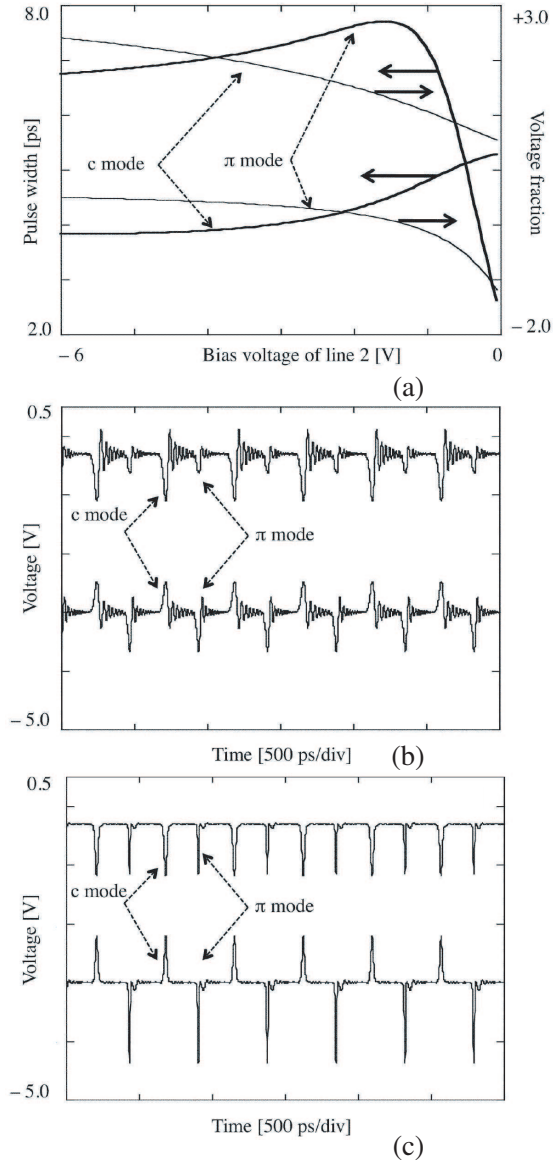 8.0
+3.0
Pulse width [ps]
c mode
π mode
Voltage fraction
2.0
– 2.0
– 6
Bias voltage of line 2 [V]
0
(a)
0.5
c mode
π mode
Voltage [V]
– 5.0
Time [500 ps/div]
(b)
0.5
c mode
π mode
Voltage [V]
– 5.0
Time [500 ps/div]
(c)